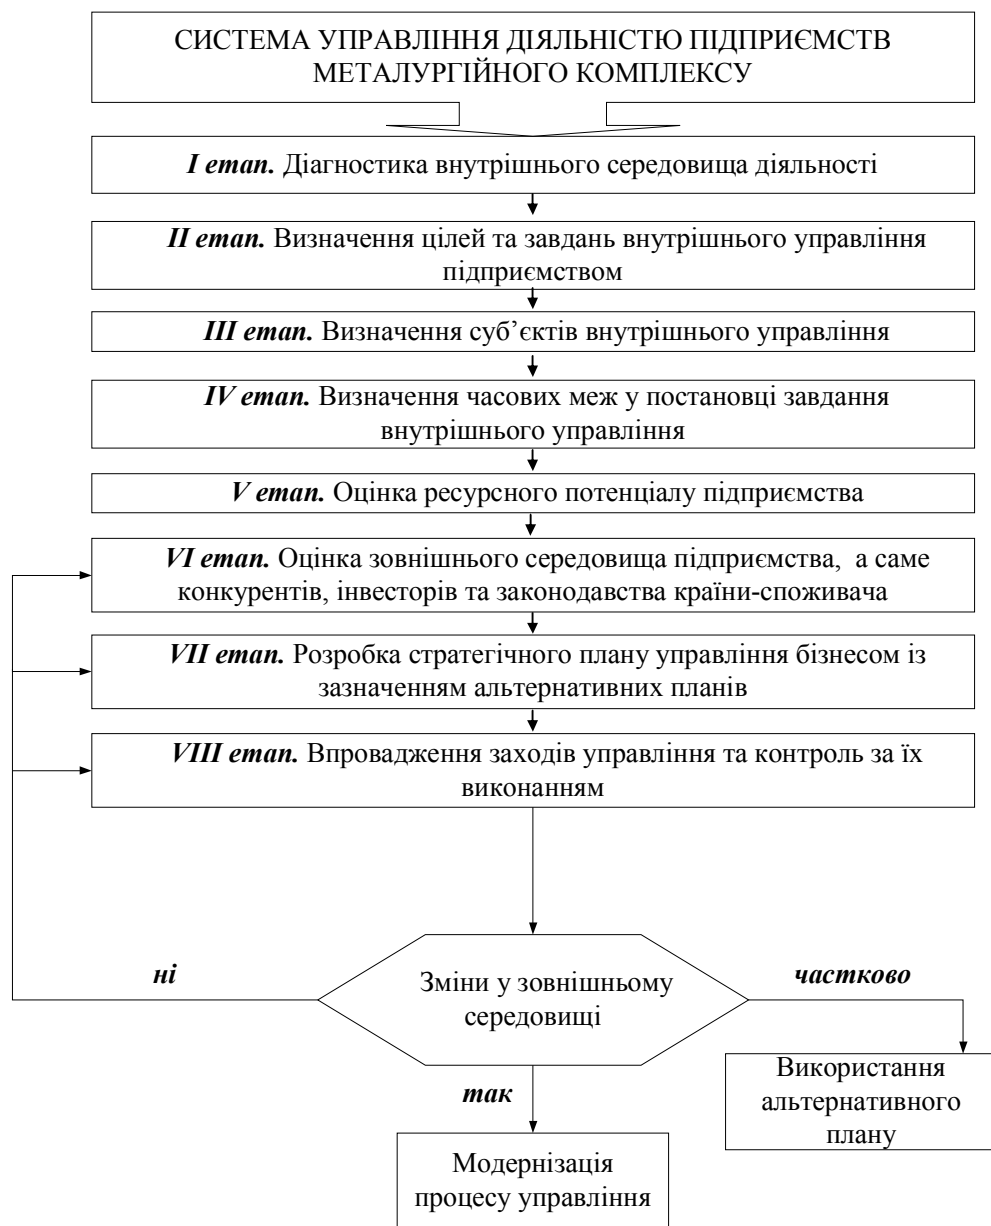 СИСТЕМА УПРАВЛІННЯ ДІЯЛЬНІСТЮ ПІДПРИЄМСТВ
МЕТАЛУРГІЙНОГО КОМПЛЕКСУ
I етап. Діагностика внутрішнього середовища діяльності
II етап. Визначення цілей та завдань внутрішнього управління
підприємством
III етап. Визначення суб’єктів внутрішнього управління
IV етап. Визначення часових меж у постановці завдання
внутрішнього управління
V етап. Оцінка ресурсного потенціалу підприємства
VI етап. Оцінка зовнішнього середовища підприємства, а саме
конкурентів, інвесторів та законодавства країни-споживача
VII етап. Розробка стратегічного плану управління бізнесом із
зазначенням альтернативних планів
VIII етап. Впровадження заходів управління та контроль за їх
виконанням
ні
Зміни у зовнішньому
середовищі
частково
так
Використання
альтернативного
плану
Модернізація
процесу управління